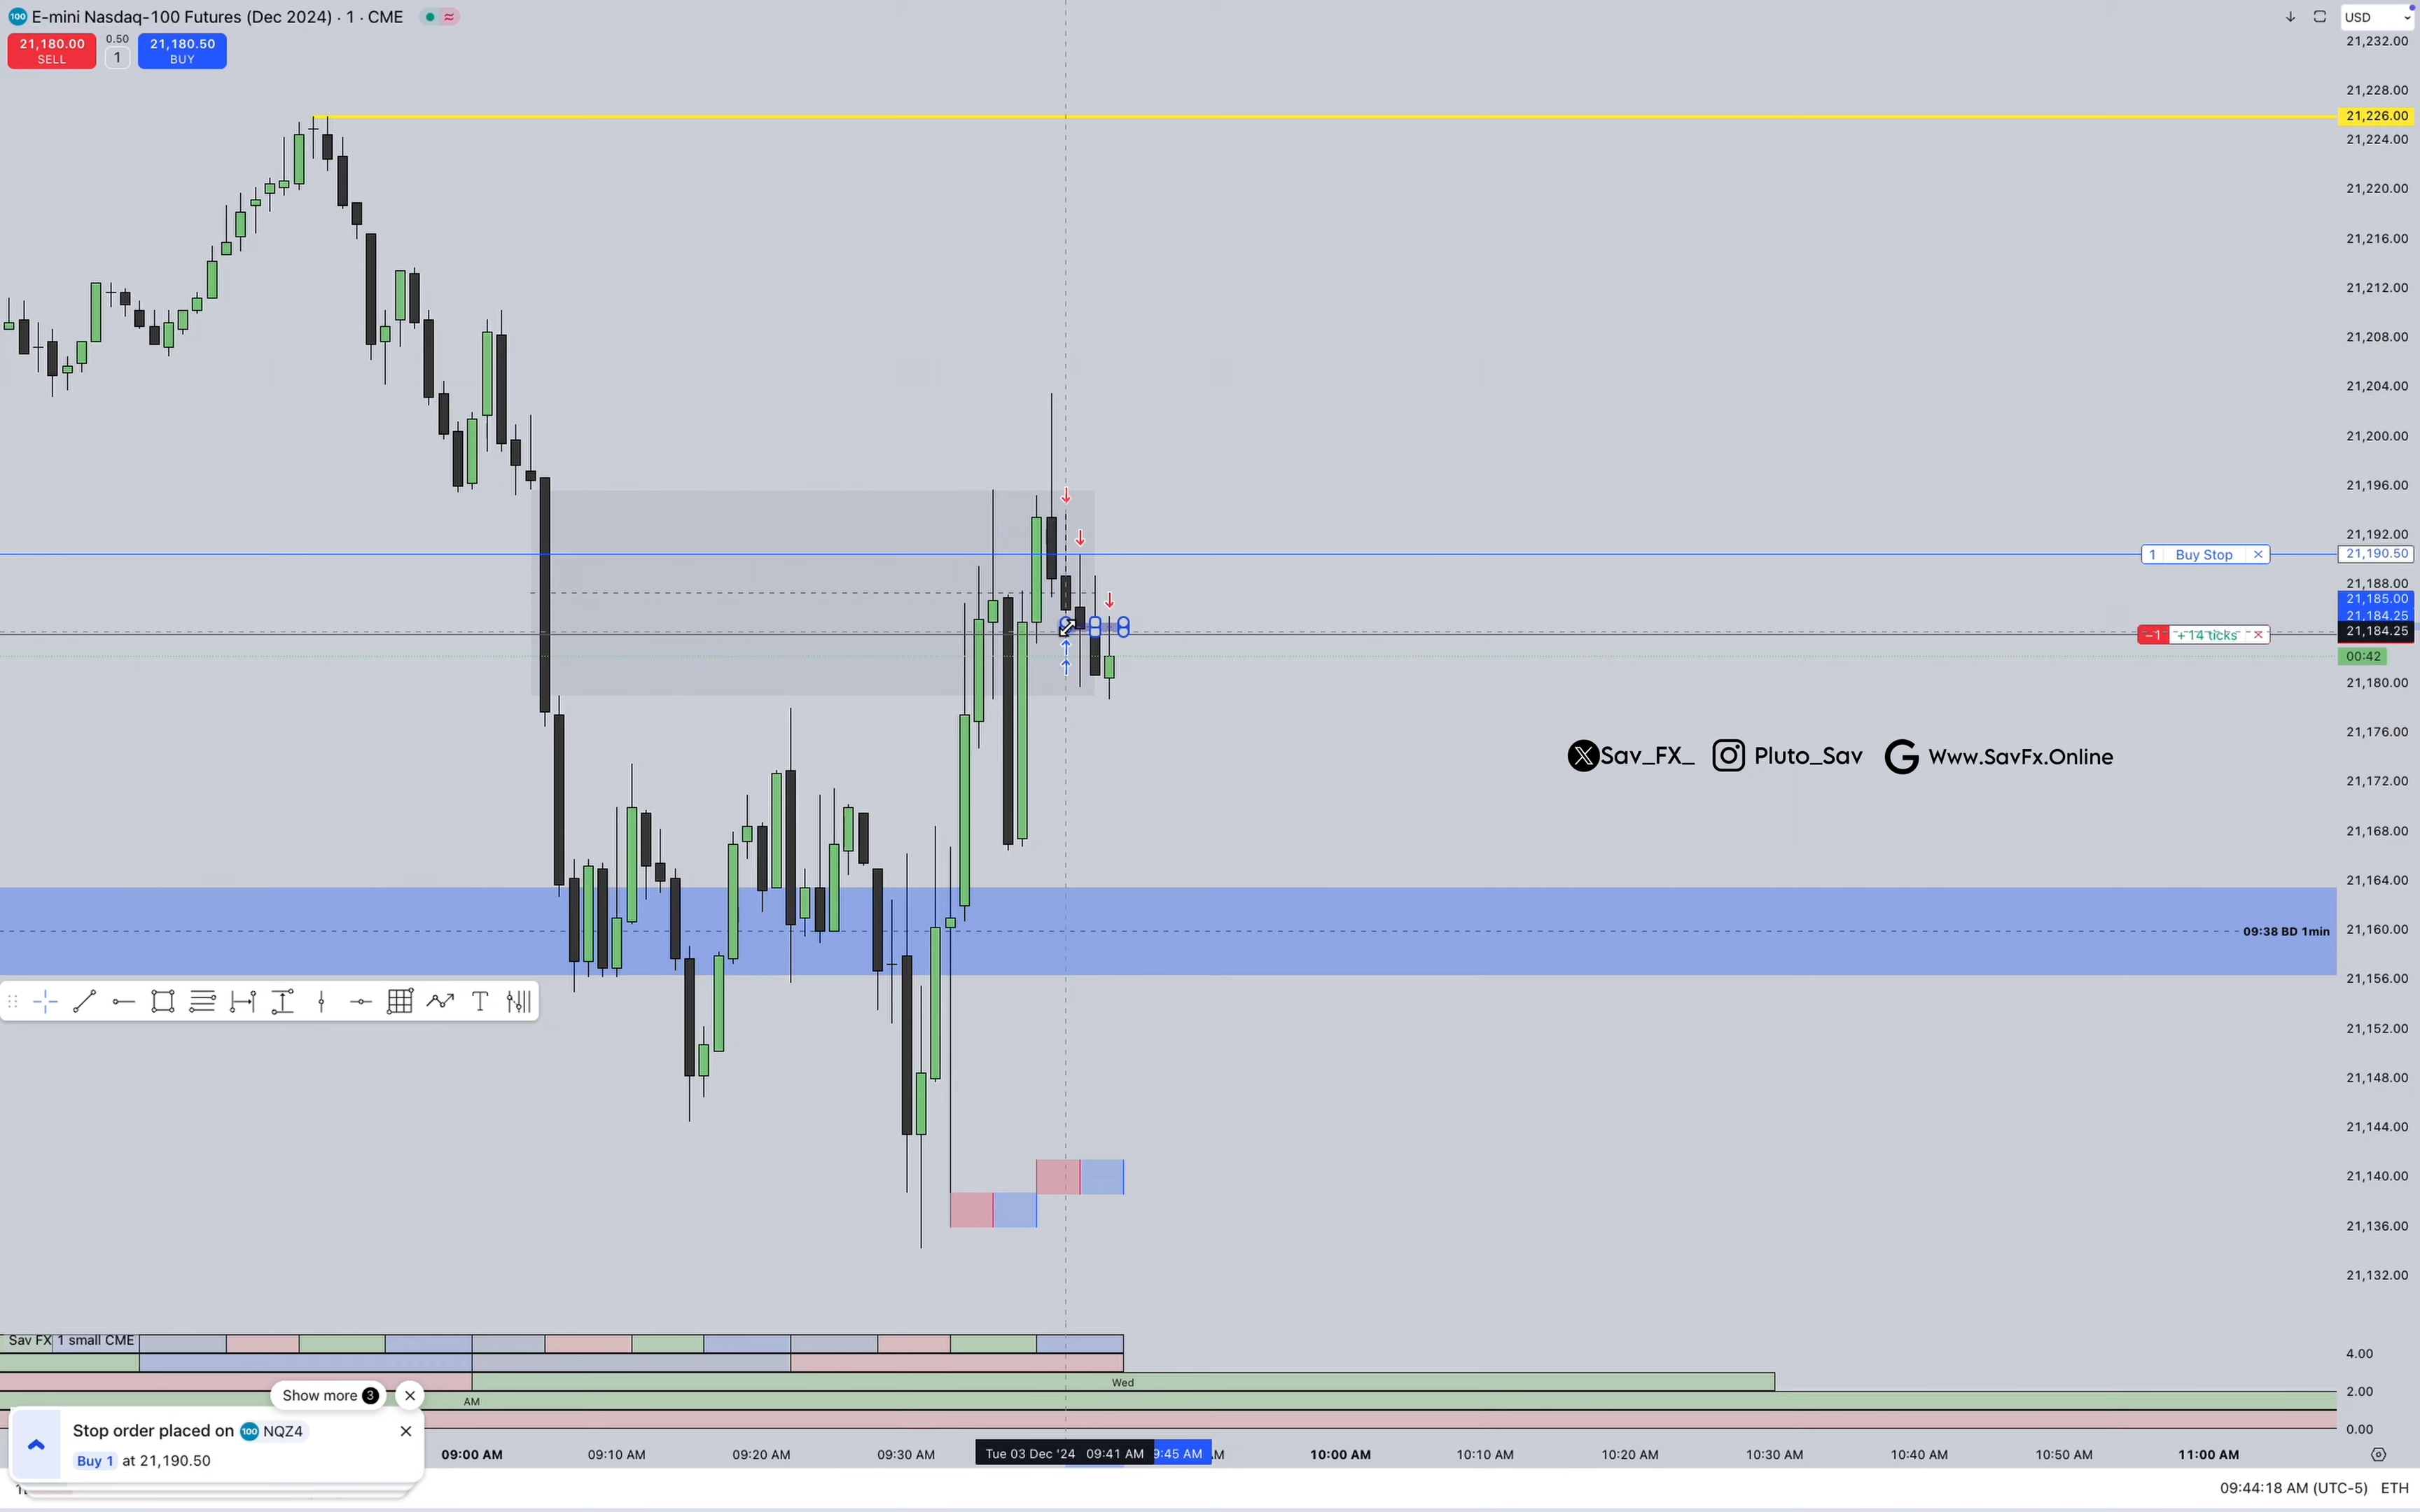 E-mini Nasdaq-100 Futures (Dec 2024) · 1 · CME
USD
21,180.00
SELL
0.50
1
21,180.50
BUY
21,232.00
21,228.00
21,226.00
21,224.00
21,220.00
21,216.00
21,212.00
21,208.00
21,204.00
21,200.00
21,196.00
21,192.00
1 Buy Stop
21,190.50
21,188.00
21,185.00
21,184.25
−1 +14 ticks
21,184.25
00:42
21,180.00
21,176.00
Sav_FX_ Pluto_Sav Www.SavFx.Online
21,172.00
21,168.00
21,164.00
21,160.00
09:38 BD 1min
21,156.00
21,152.00
21,148.00
21,144.00
21,140.00
21,136.00
21,132.00
Sav FX 1 small CME
4.00
Wed
2.00
AM
0.00
Show more 3
Stop order placed on 100 NQZ4
Buy 1 at 21,190.50
09:00 AM 09:10 AM 09:20 AM 09:30 AM Tue 03 Dec '24 09:41 AM 9:45 AM 10:00 AM 10:10 AM 10:20 AM 10:30 AM 10:40 AM 10:50 AM 11:00 AM
09:44:18 AM (UTC-5) ETH